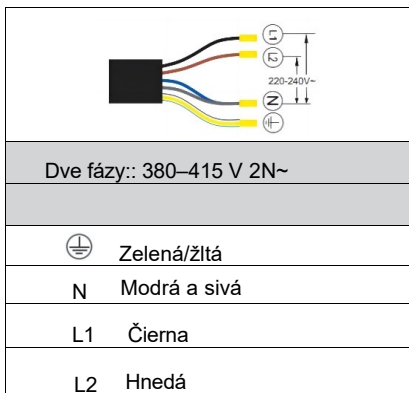 L1
L2
220-240V~
N
Dve fázy:: 380–415 V 2N~
Zelená/žltá
N Modrá a sivá
L1 Čierna
L2 Hnedá